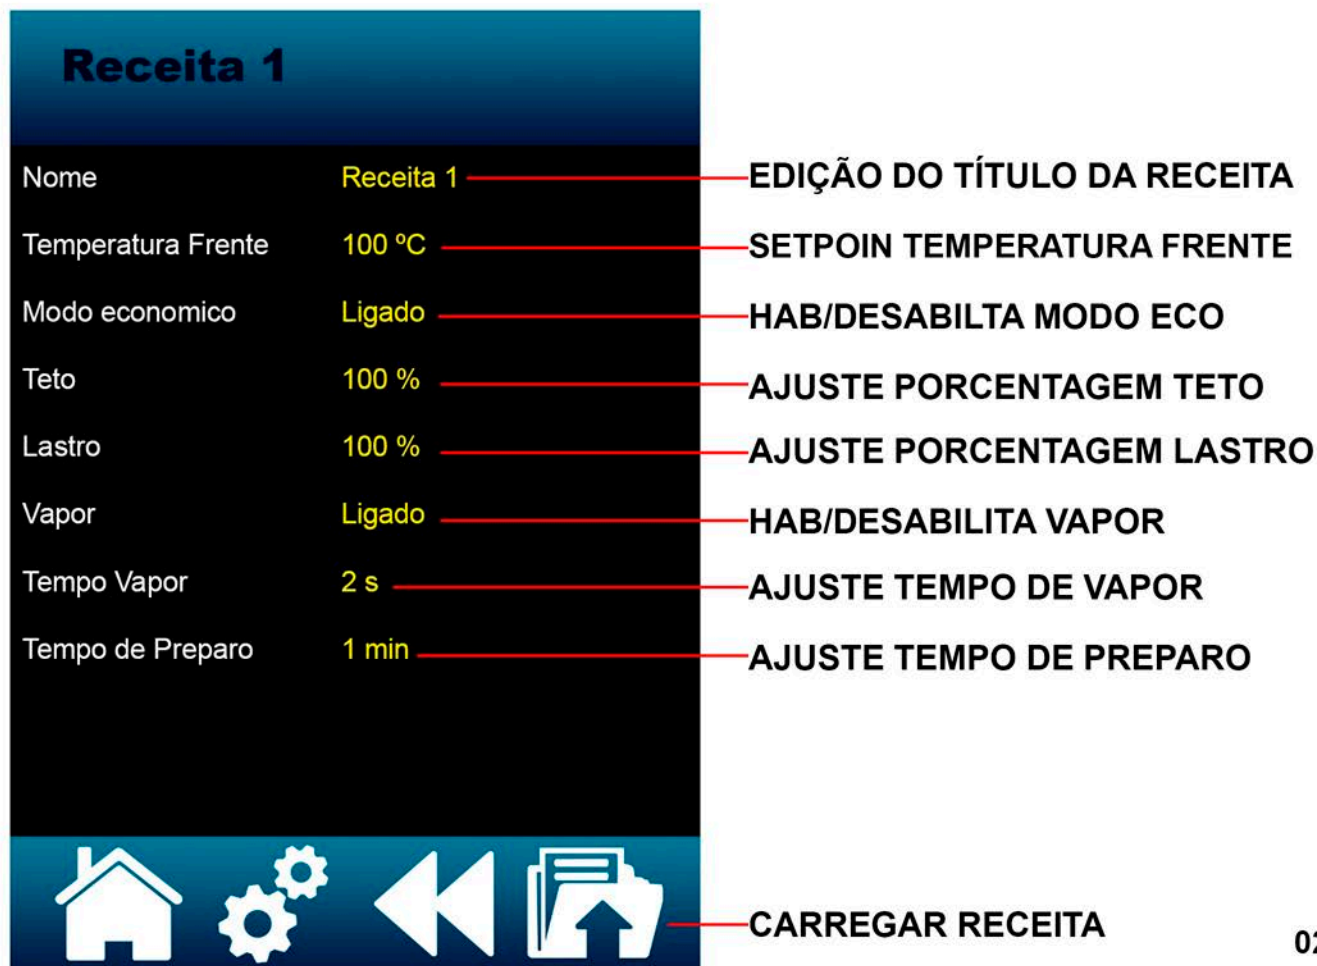 Receita 1
Nome Receita 1 EDIÇÃO DO TÍTULO DA RECEITA
Temperatura Frente 100 ºC SETPOIN TEMPERATURA FRENTE
Modo economico Ligado HAB/DESABILTA MODO ECO
Teto 100 % AJUSTE PORCENTAGEM TETO
Lastro 100 % AJUSTE PORCENTAGEM LASTRO
Vapor Ligado HAB/DESABILITA VAPOR
Tempo Vapor 2 s AJUSTE TEMPO DE VAPOR
Tempo de Preparo 1 min AJUSTE TEMPO DE PREPARO
CARREGAR RECEITA
02